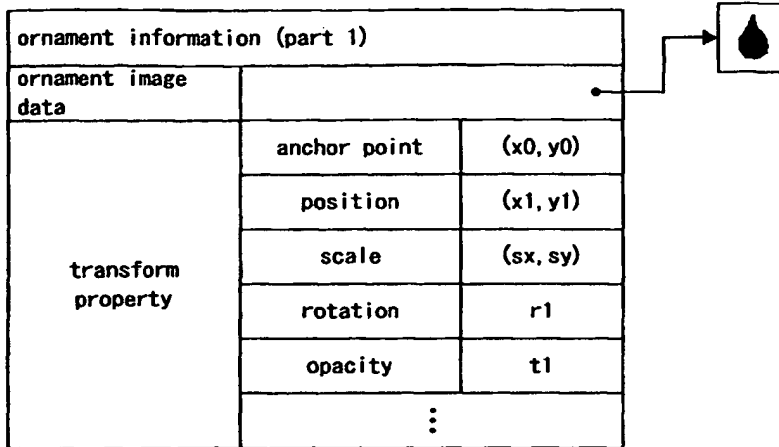 ornament information (part 1)
ornament image
data
transform
property
anchor point (x0, y0)
position (x1, y1)
scale (sx, sy)
rotation r1
opacity t1
⋮